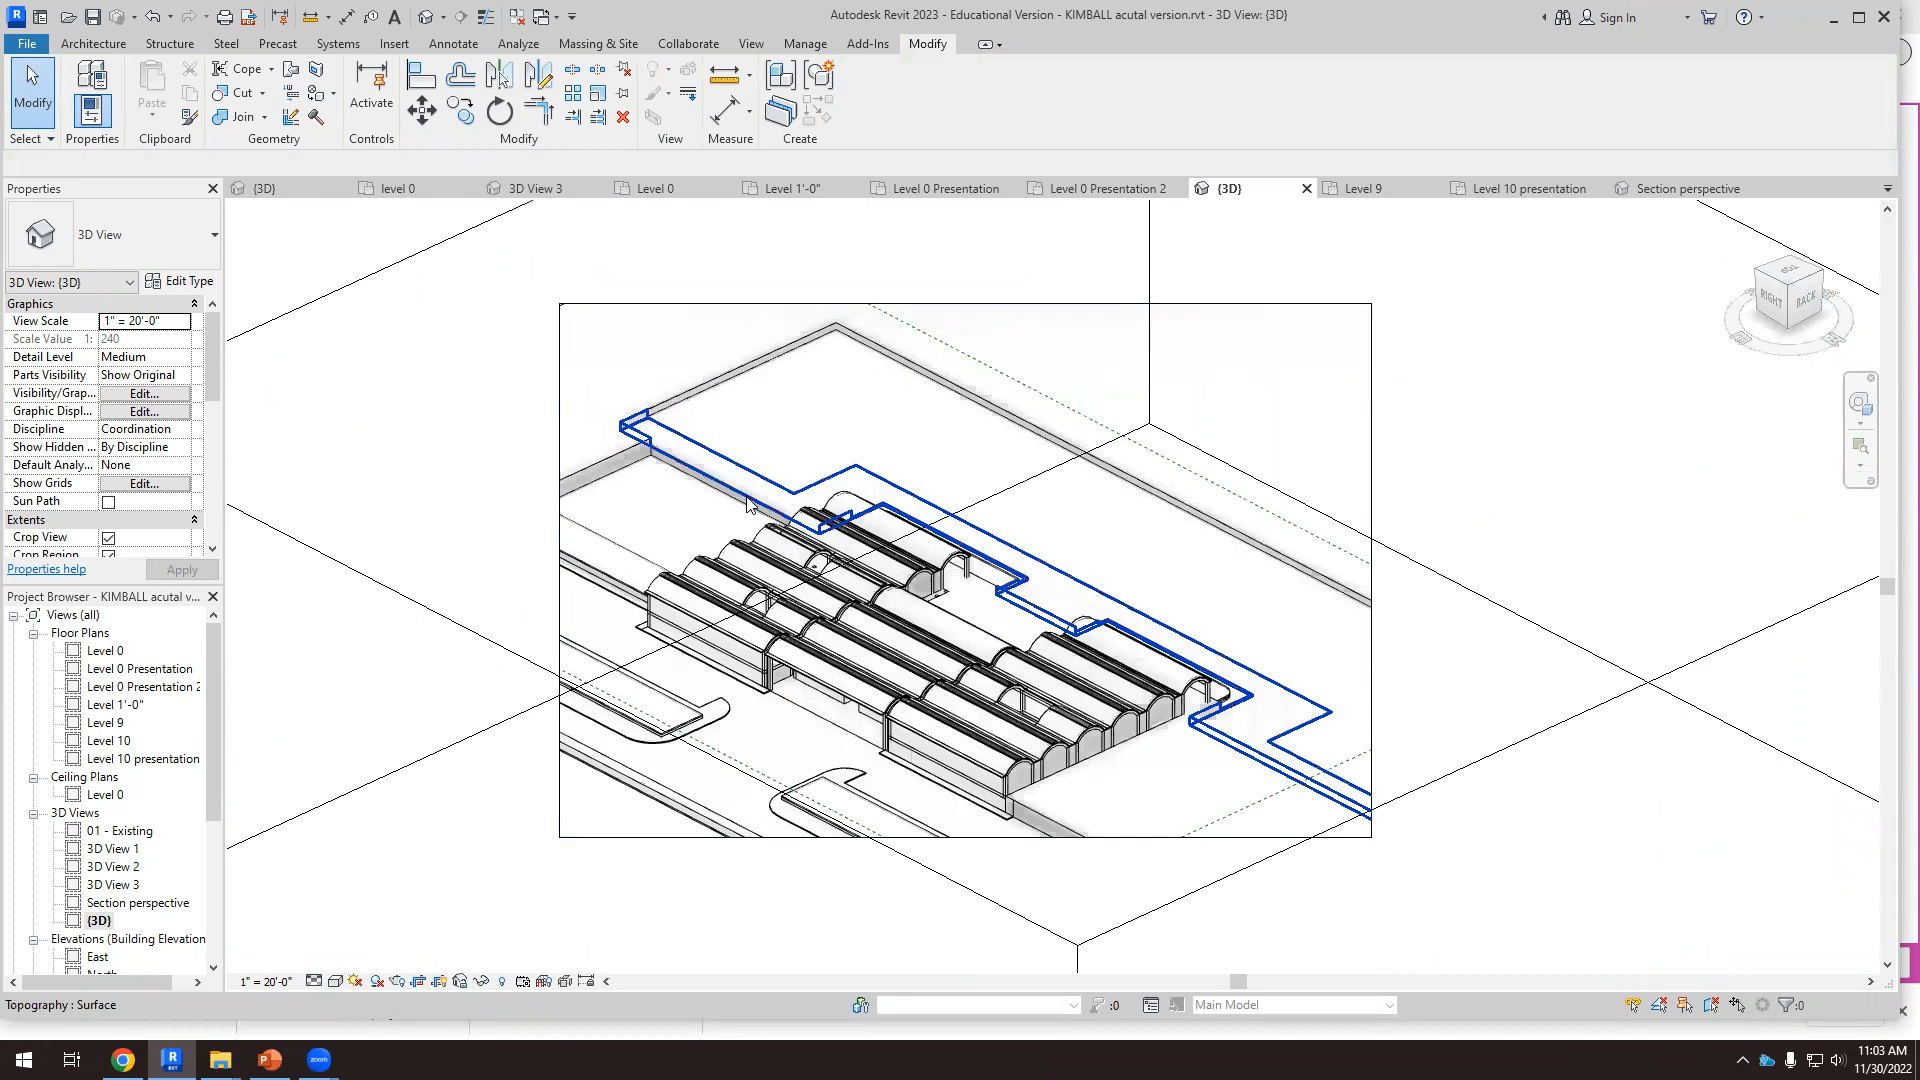 Autodesk Revit 2023 - Educational Version - KIMBALL acutal version.rvt - 3D View: {3D}
Sign In
File Architecture Structure Steel Precast Systems Insert Annotate Analyze Massing & Site Collaborate View Manage Add-Ins Modify
Modify
Properties
Paste
Cope
Cut
Join
Activate
Select
Properties
Clipboard
Geometry
Controls
Modify
View
Measure
Create
Properties
{3D}
level 0
3D View 3
Level 0
Level 1'-0"
Level 0 Presentation
Level 0 Presentation 2
{3D}
Level 9
Level 10 presentation
Section perspective
3D View
3D View: {3D}
Edit Type
Graphics
View Scale 1" = 20'-0"
Scale Value 1: 240
Detail Level Medium
Parts Visibility Show Original
Visibility/Grap... Edit...
Graphic Displ... Edit...
Discipline Coordination
Show Hidden ... By Discipline
Default Analy... None
Show Grids Edit...
Sun Path
Extents
Crop View
Crop Region
Properties help
Apply
Project Browser - KIMBALL acutal v...
Views (all)
Floor Plans
Level 0
Level 0 Presentation
Level 0 Presentation 2
Level 1'-0"
Level 9
Level 10
Level 10 presentation
Ceiling Plans
Level 0
3D Views
01 - Existing
3D View 1
3D View 2
3D View 3
Section perspective
{3D}
Elevations (Building Elevation
East
North
TOP
RIGHT
BACK
1" = 20'-0"
Topography : Surface
:0
Main Model
:0
11:03 AM
11/30/2022